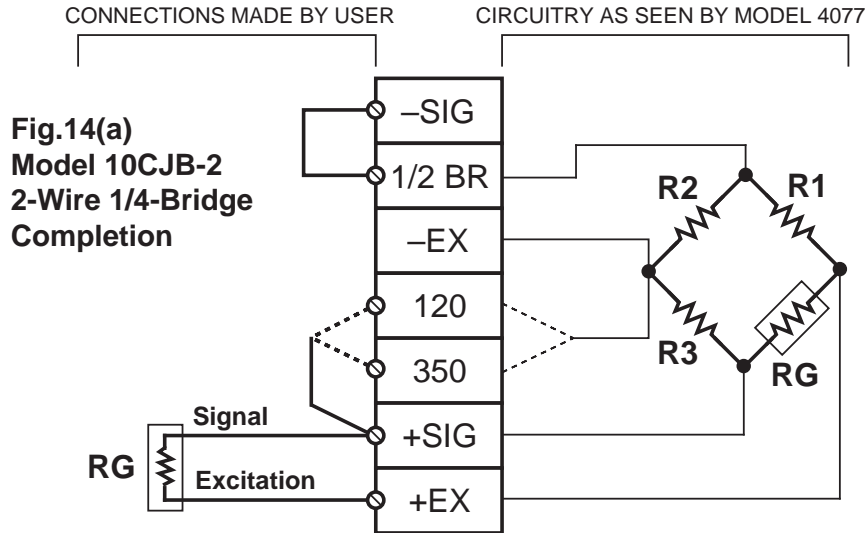 CONNECTIONS MADE BY USER
CIRCUITRY AS SEEN BY MODEL 4077
Fig.14(a)
Model 10CJB-2
2-Wire 1/4-Bridge
Completion
–SIG
1/2 BR
–EX
120
350
+SIG
+EX
Signal
Excitation
RG
R2
R1
R3
RG